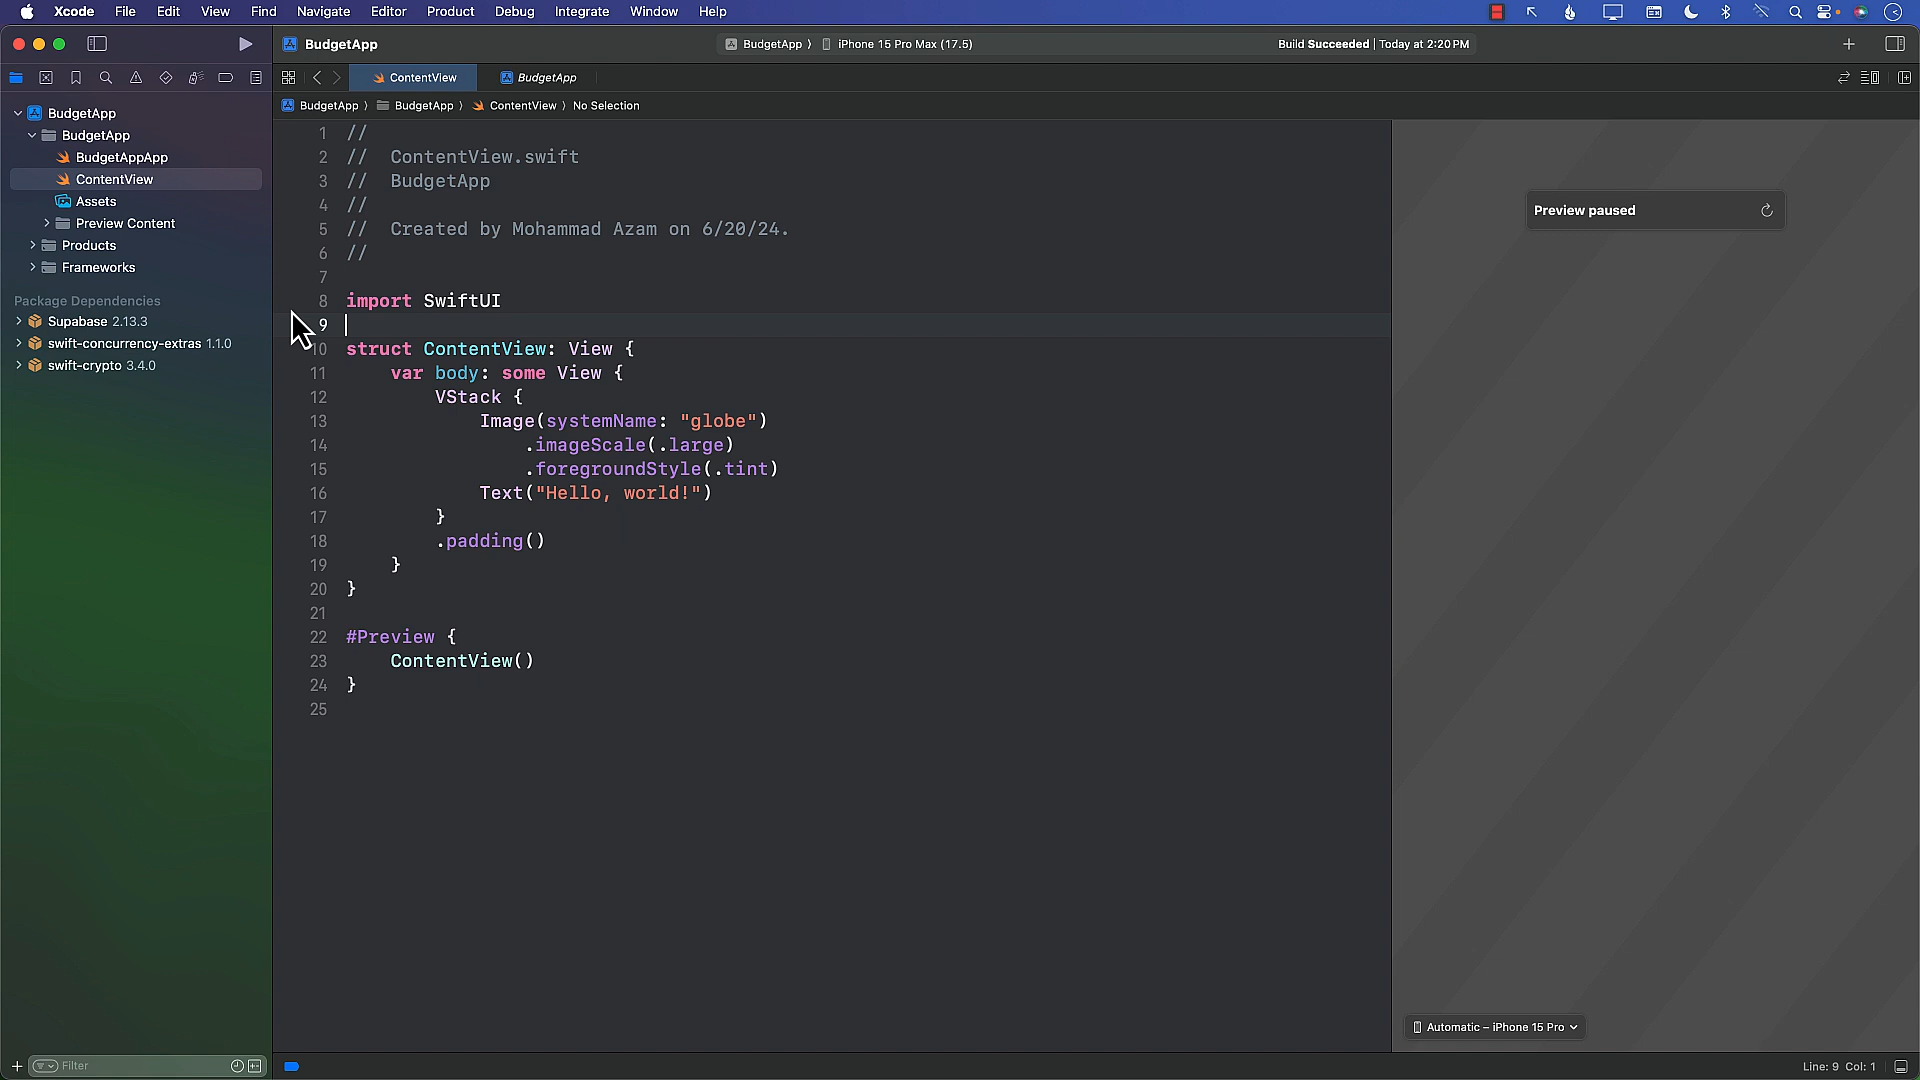 Xcode File Edit View Find Navigate Editor Product Debug Integrate Window Help
BudgetApp
BudgetApp 〉 iPhone 15 Pro Max (17.5)
Build Succeeded | Today at 2:20 PM
ContentView
BudgetApp
BudgetApp 〉 BudgetApp 〉 ContentView 〉 No Selection
BudgetApp
BudgetApp
BudgetAppApp
ContentView
Assets
Preview Content
Products
Frameworks
Package Dependencies
Supabase 2.13.3
swift-concurrency-extras 1.1.0
swift-crypto 3.4.0
Filter
1 //
2 //  ContentView.swift
3 //  BudgetApp
4 //
5 //  Created by Mohammad Azam on 6/20/24.
6 //
7
8 import SwiftUI
9
10 struct ContentView: View {
11     var body: some View {
12         VStack {
13             Image(systemName: "globe")
14                 .imageScale(.large)
15                 .foregroundStyle(.tint)
16             Text("Hello, world!")
17         }
18         .padding()
19     }
20 }
21
22 #Preview {
23     ContentView()
24 }
25
Preview paused
Automatic – iPhone 15 Pro
Line: 9 Col: 1